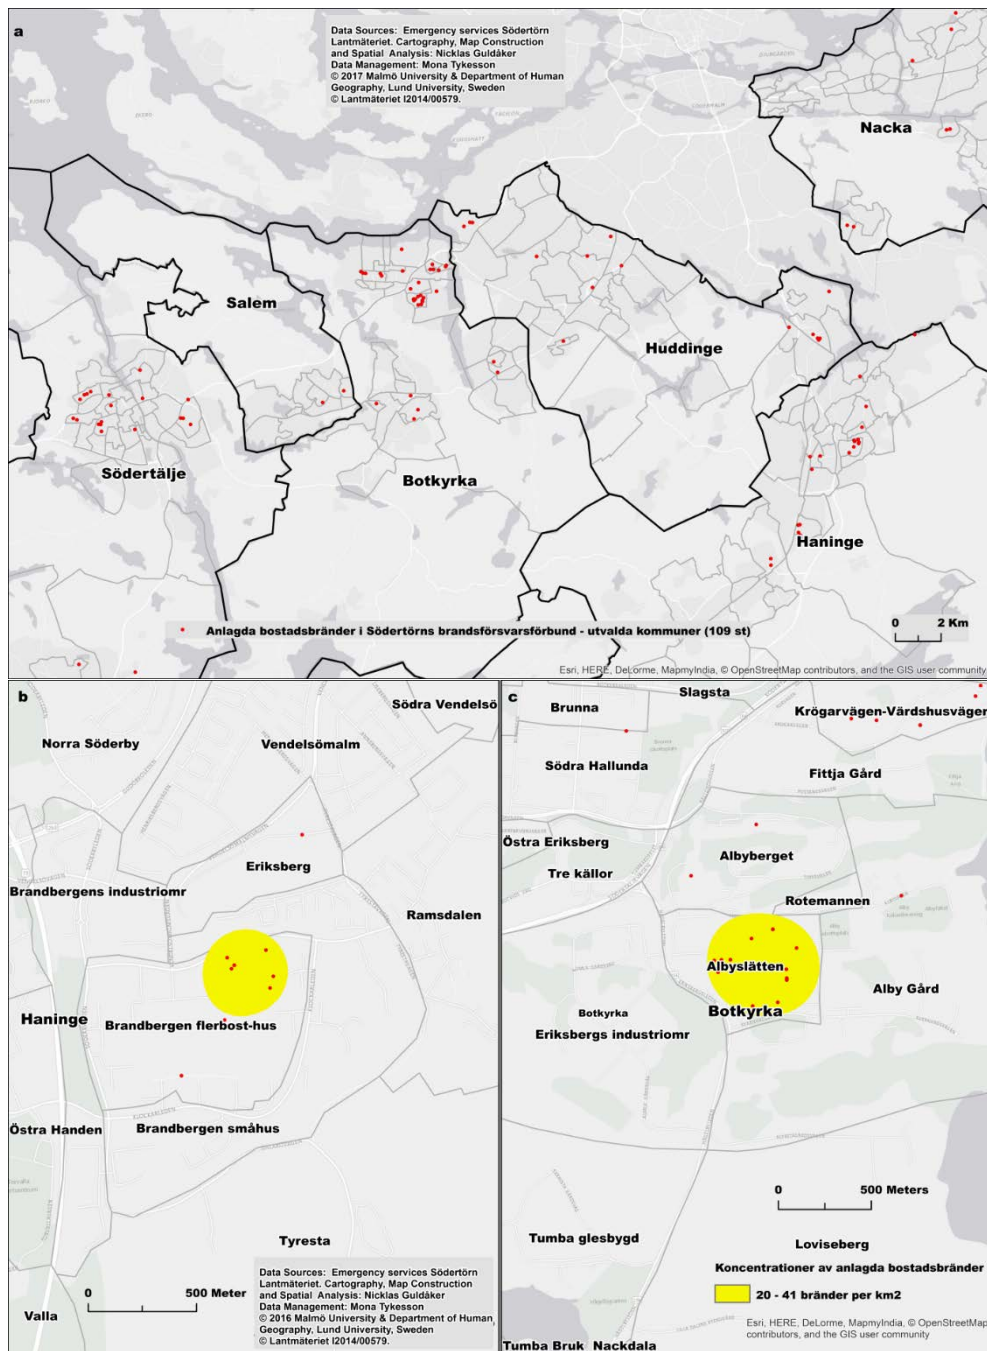 a
Data Sources: Emergency services Södertörn
Lantmäteriet. Cartography, Map Construction
and Spatial Analysis: Nicklas Guldåker
Data Management: Mona Tykesson
© 2017 Malmö University & Department of Human
Geography, Lund University, Sweden
© Lantmäteriet I2014/00579.
Nacka
Salem
Huddinge
Södertälje
Botkyrka
Haninge
Anlagda bostadsbränder i Södertörns brandsförsvarsförbund - utvalda kommuner (109 st)
0 2 Km
Esri, HERE, DeLorme, MapmyIndia, © OpenStreetMap contributors, and the GIS user community
b
Södra Vendelsö
Norra Söderby
Vendelsömalm
Eriksberg
Brandbergens industriomr
Ramsdalen
Haninge
Brandbergen flerbost-hus
Östra Handen
Brandbergen småhus
Tyresta
0 500 Meter
Valla
Data Sources: Emergency services Södertörn
Lantmäteriet. Cartography, Map Construction
and Spatial Analysis: Nicklas Guldåker
Data Management: Mona Tykesson
© 2016 Malmö University & Department of Human
Geography, Lund University, Sweden
© Lantmäteriet I2014/00579.
c
Slagsta
Brunna
Krögarvägen-Värdshusvägen
Södra Hallunda
Fittja Gård
Östra Eriksberg
Albyberget
Tre källor
Rotemannen
Albyslätten
Alby Gård
Botkyrka
Botkyrka
Eriksbergs industriomr
0 500 Meters
Tumba glesbygd
Loviseberg
Koncentrationer av anlagda bostadsbränder
20 - 41 bränder per km2
Esri, HERE, DeLorme, MapmyIndia, © OpenStreetMap
contributors, and the GIS user community
Tumba Bruk Nackdala